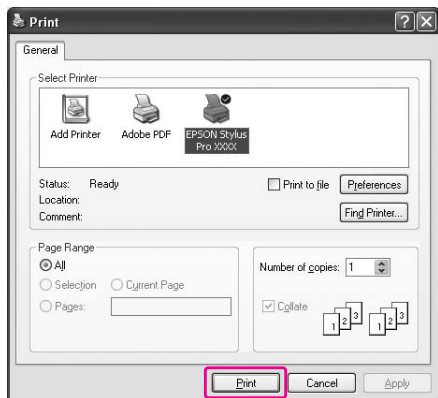 Print
General
Select Printer
Add Printer
Adobe PDF
EPSON Stylus
Pro XXXX
Status: Ready
Location:
Comment:
Print to file
Preferences
Find Printer...
Page Range
All
Selection
Current Page
Pages:
Number of copies: 1
Collate
1 2 3 1 2 3
Print Cancel Apply